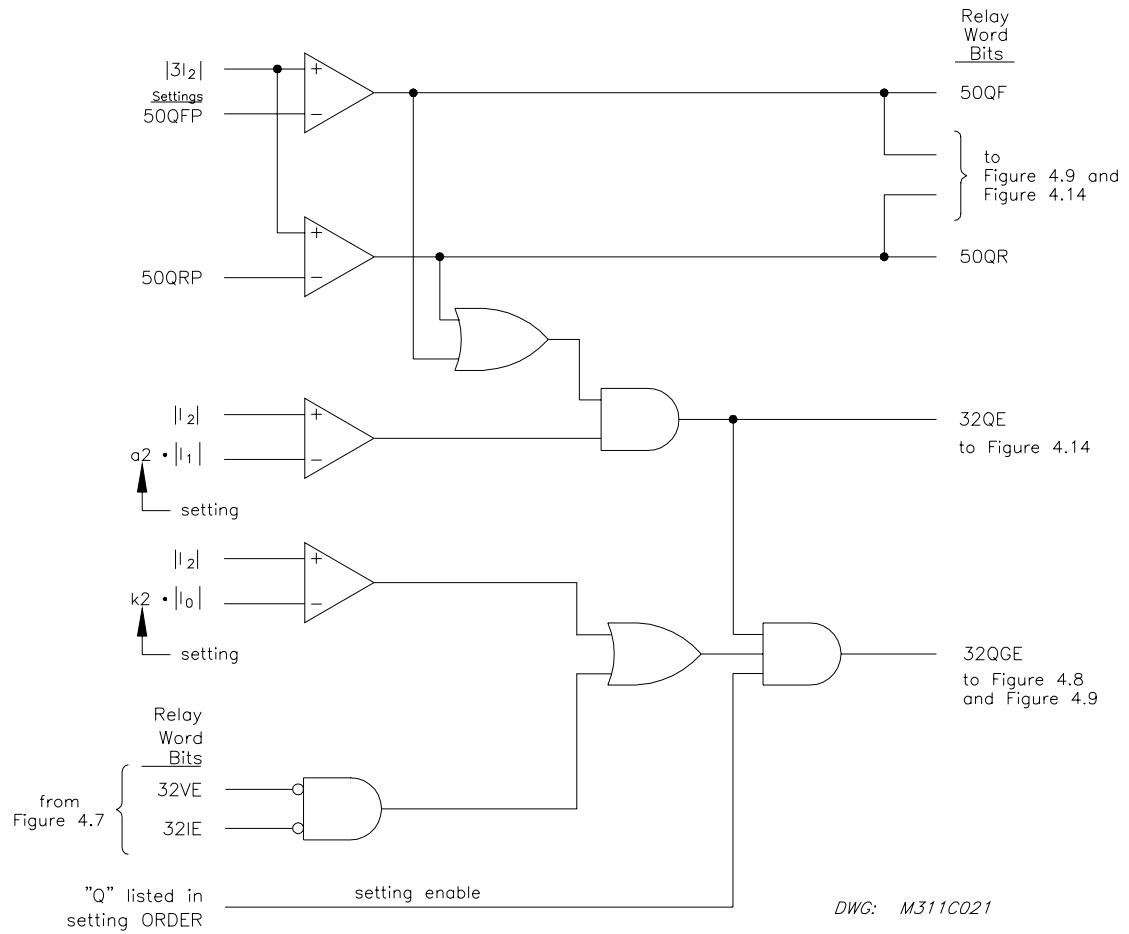 Relay
Word
Bits
|3I₂|
Settings
50QFP
+
−
50QF
to
Figure 4.9 and
Figure 4.14
50QRP
+
−
50QR
|I₂|
a2 • |I₁|
+
−
setting
32QE
to Figure 4.14
|I₂|
k2 • |I₀|
+
−
setting
32QGE
to Figure 4.8
and Figure 4.9
Relay
Word
Bits
from
Figure 4.7
32VE
32IE
"Q" listed in
setting ORDER
setting enable
DWG: M311C021